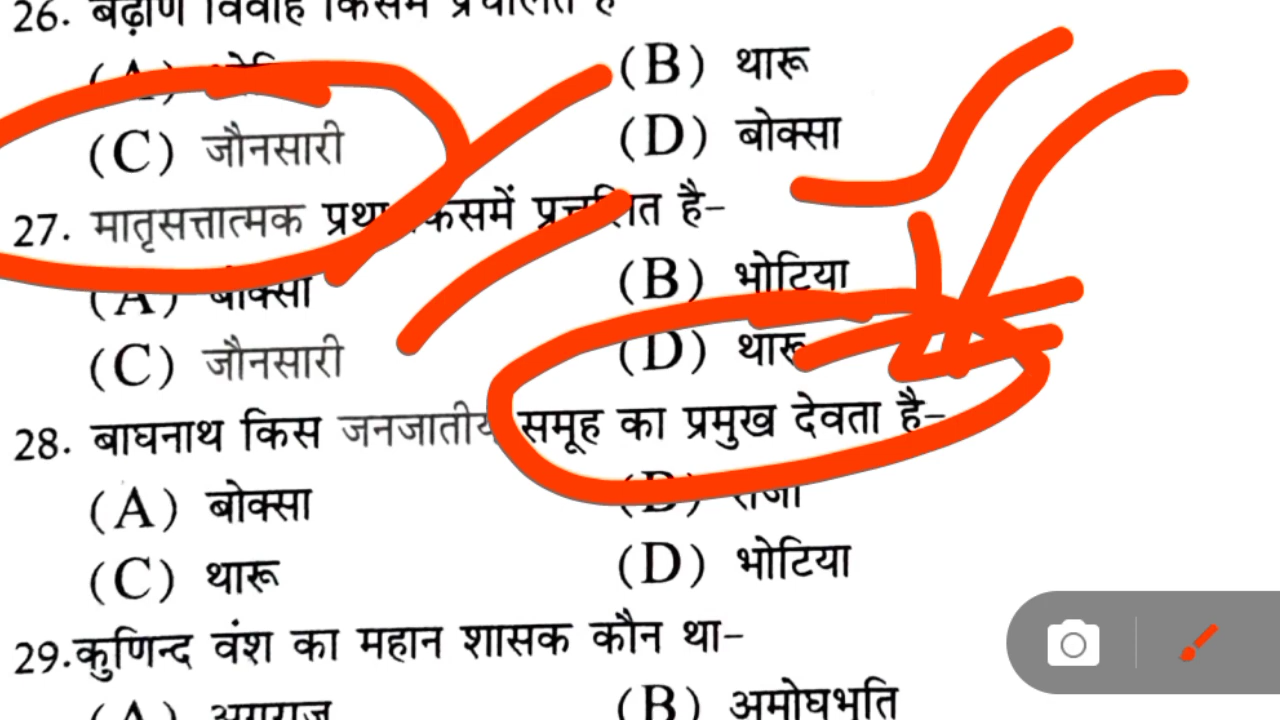 26. बढ़ोणि विवाह किसमें प्रचलित है
(A)
(B) थारू
(C) जौनसारी
(D) बोक्सा
27. मातृसत्तात्मक प्रथा किसमें प्रचलित है-
(A) बोक्सा
(B) भोटिया
(C) जौनसारी
(D) थारू
28. बाघनाथ किस जनजातीय समूह का प्रमुख देवता है-
(A) बोक्सा
(B) राजी
(C) थारू
(D) भोटिया
29.कुणिन्द वंश का महान शासक कौन था-
(A) अगराज
(B) अमोघभूति